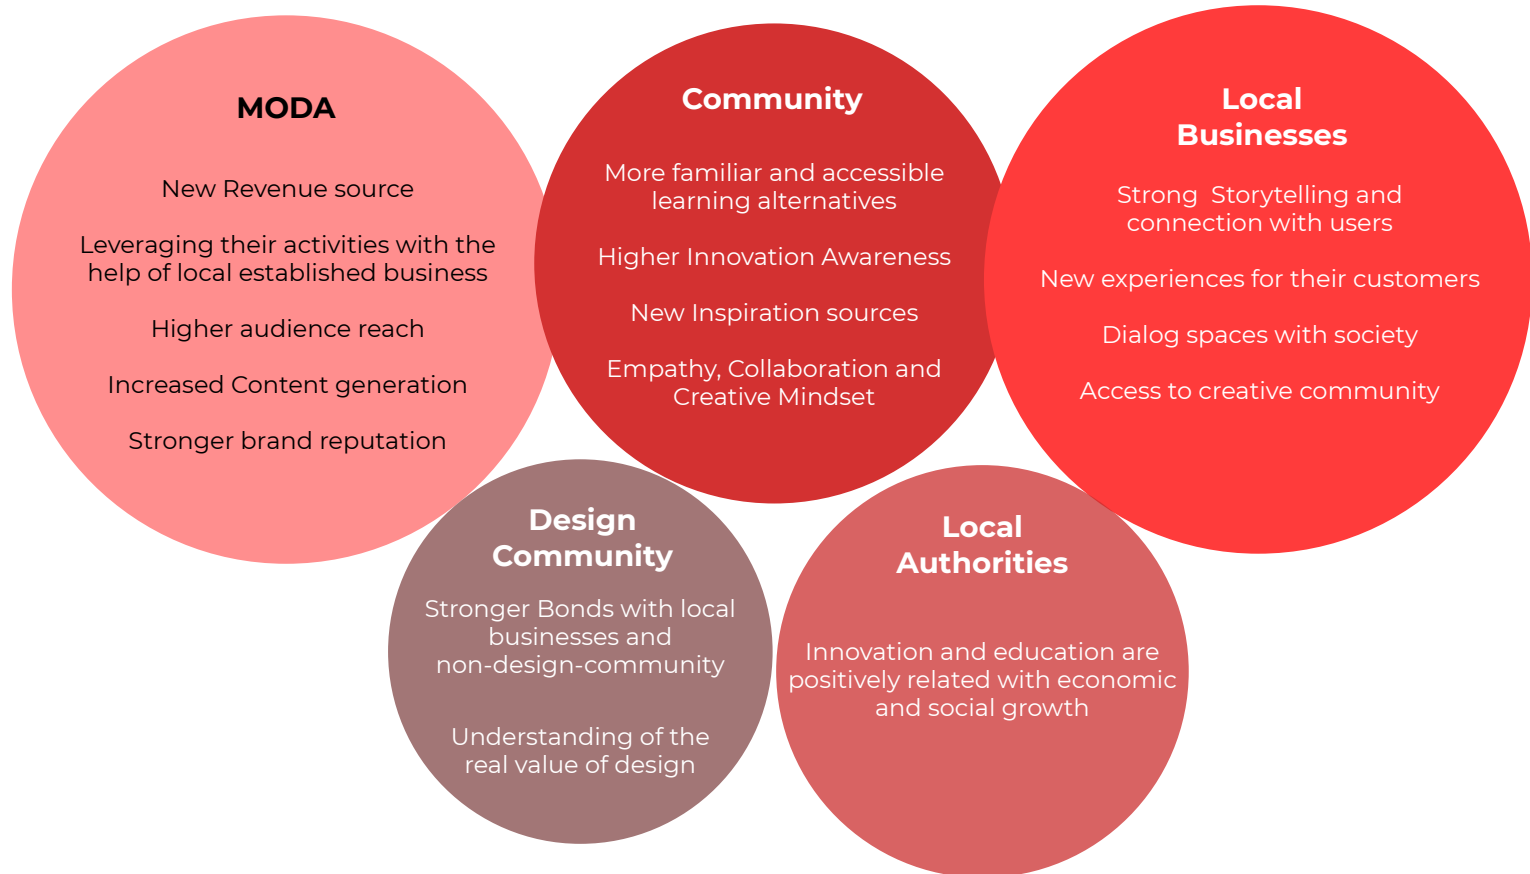 MODA
New Revenue source
Leveraging their activities with the
help of local established business
Higher audience reach
Increased Content generation
Stronger brand reputation
Community
More familiar and accessible
learning alternatives
Higher Innovation Awareness
New Inspiration sources
Empathy, Collaboration and
Creative Mindset
Local
Businesses
Strong  Storytelling and
connection with users
New experiences for their customers
Dialog spaces with society
Access to creative community
Design
Community
Stronger Bonds with local
businesses and
non-design-community
Understanding of the
real value of design
Local
Authorities
Innovation and education are
positively related with economic
and social growth